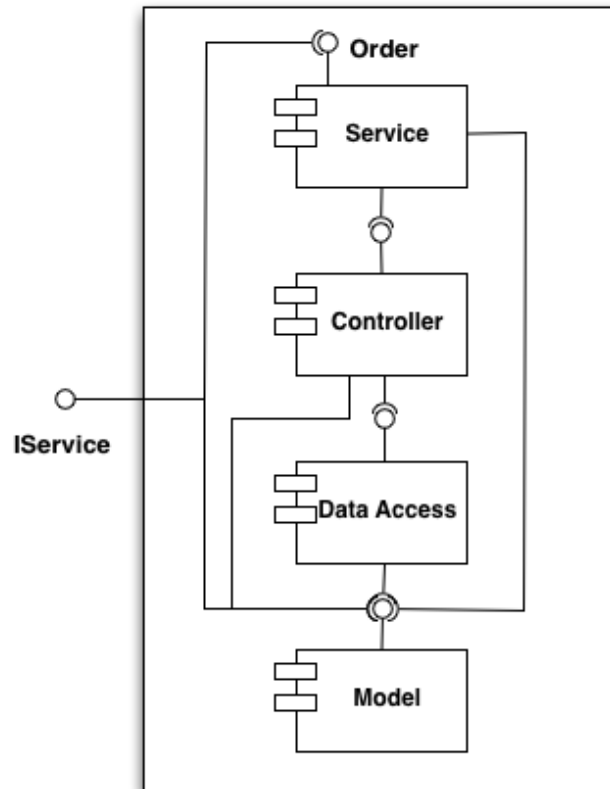 Order
Service
Controller
IService
Data Access
Model